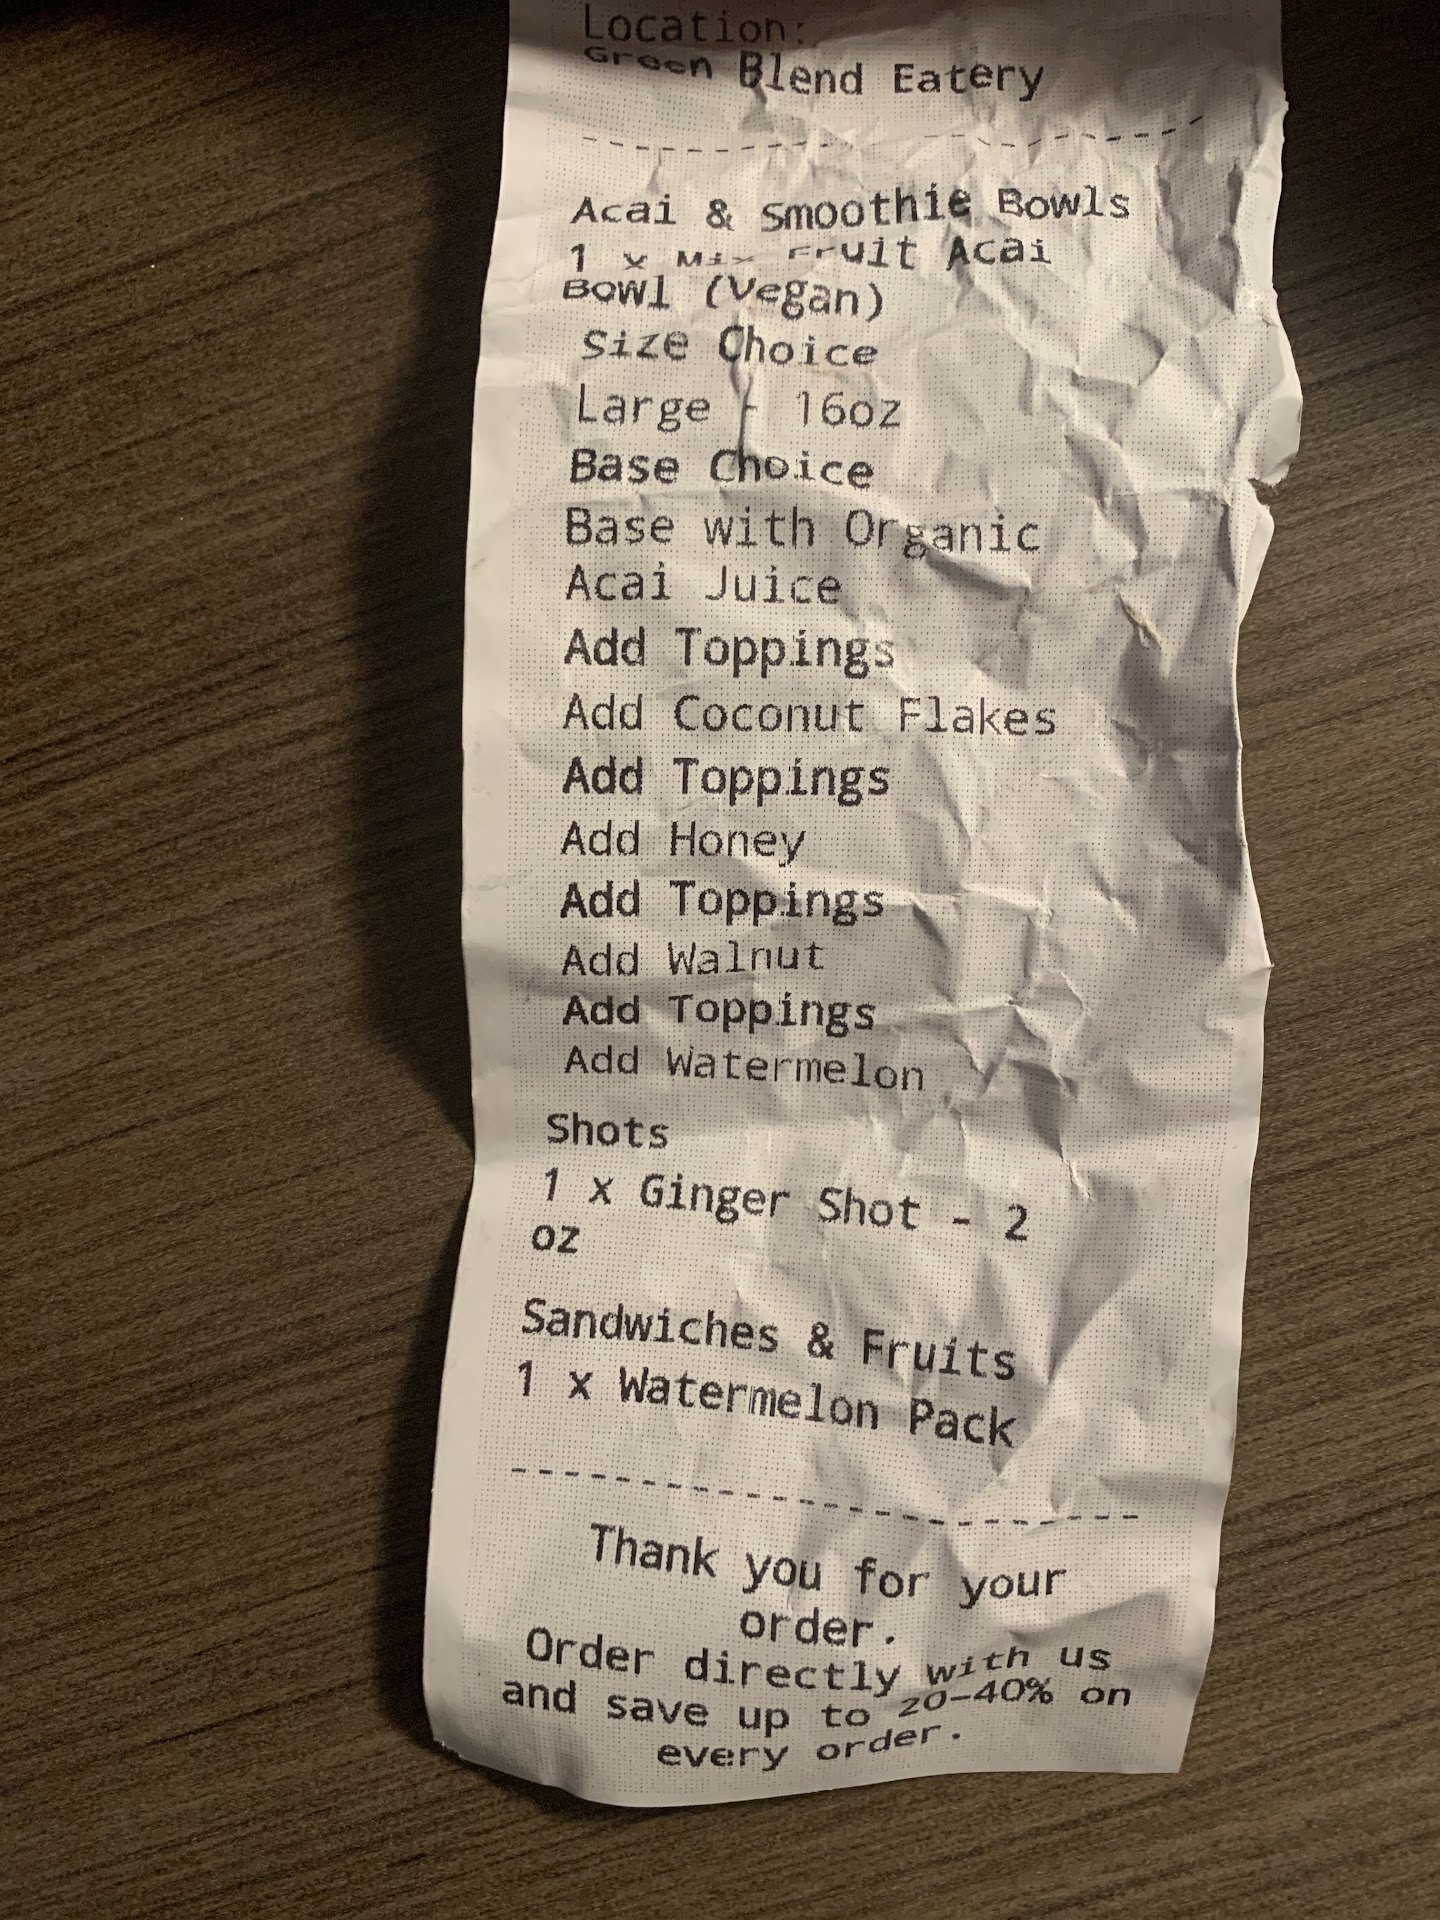 Location:
Green Blend Eatery
Acai & Smoothie Bowls
1 x Mix Fruit Acai
Bowl (Vegan)
Size Choice
Large - 16oz
Base Choice
Base with Organic
Acai Juice
Add Toppings
Add Coconut Flakes
Add Toppings
Add Honey
Add Toppings
Add Walnut
Add Toppings
Add Watermelon
Shots
1 x Ginger Shot - 2
oz
Sandwiches & Fruits
1 x Watermelon Pack
Thank you for your
order.
Order directly with us
and save up to 20-40% on
every order.